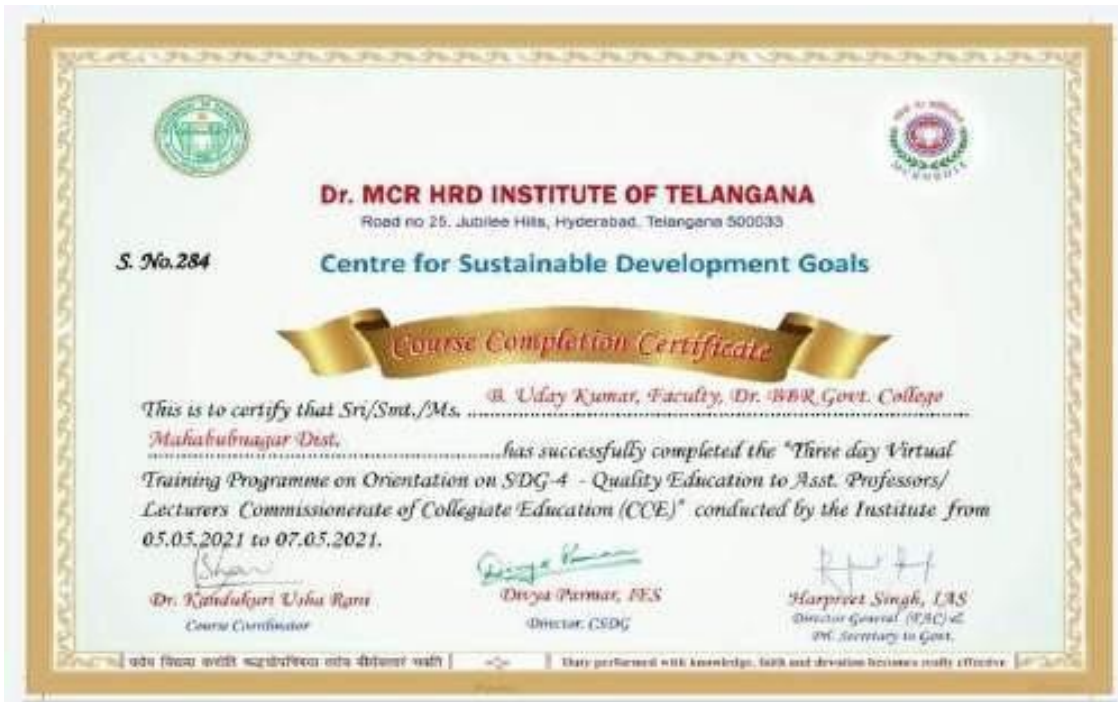 Dr. MCR HRD INSTITUTE OF TELANGANA
Road no 25, Jubilee Hills, Hyderabad, Telangana 500033
S. No.284
Centre for Sustainable Development Goals
Course Completion Certificate
This is to certify that Sri/Smt./Ms. B. Uday Kumar, Faculty, Dr. BBR Govt. College
Mahabubnagar Dist. has successfully completed the "Three day Virtual
Training Programme on Orientation on SDG-4 - Quality Education to Asst. Professors/
Lecturers Commissionerate of Collegiate Education (CCE)" conducted by the Institute from
05.05.2021 to 07.05.2021.
Dr. Kandukuri Usha Rani
Course Coordinator
Divya Parmar, IES
Director, CSDG
Harpreet Singh, IAS
Director General (FAC) &
Prl. Secretary to Govt.
Duty performed with knowledge, faith and devotion becomes really effective